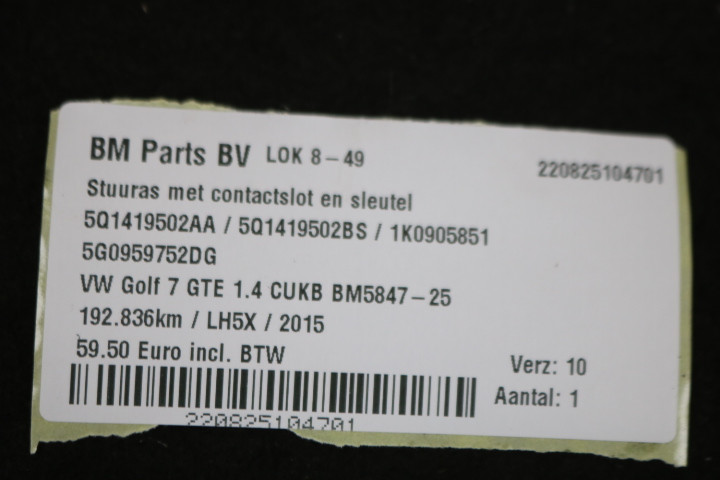 BM Parts BV LOK 8-49 220825104701
Stuuras met contactslot en sleutel
5Q1419502AA / 5Q1419502BS / 1K0905851
5G0959752DG
VW Golf 7 GTE 1.4 CUKB BM5847-25
192.836km / LH5X / 2015
59.50 Euro incl. BTW
Verz: 10
Aantal: 1
220825104701